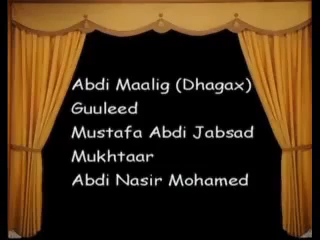 Abdi Maalig (Dhagax)
Guuleed
Mustafa Abdi Jabsad
Mukhtaar
Abdi Nasir Mohamed